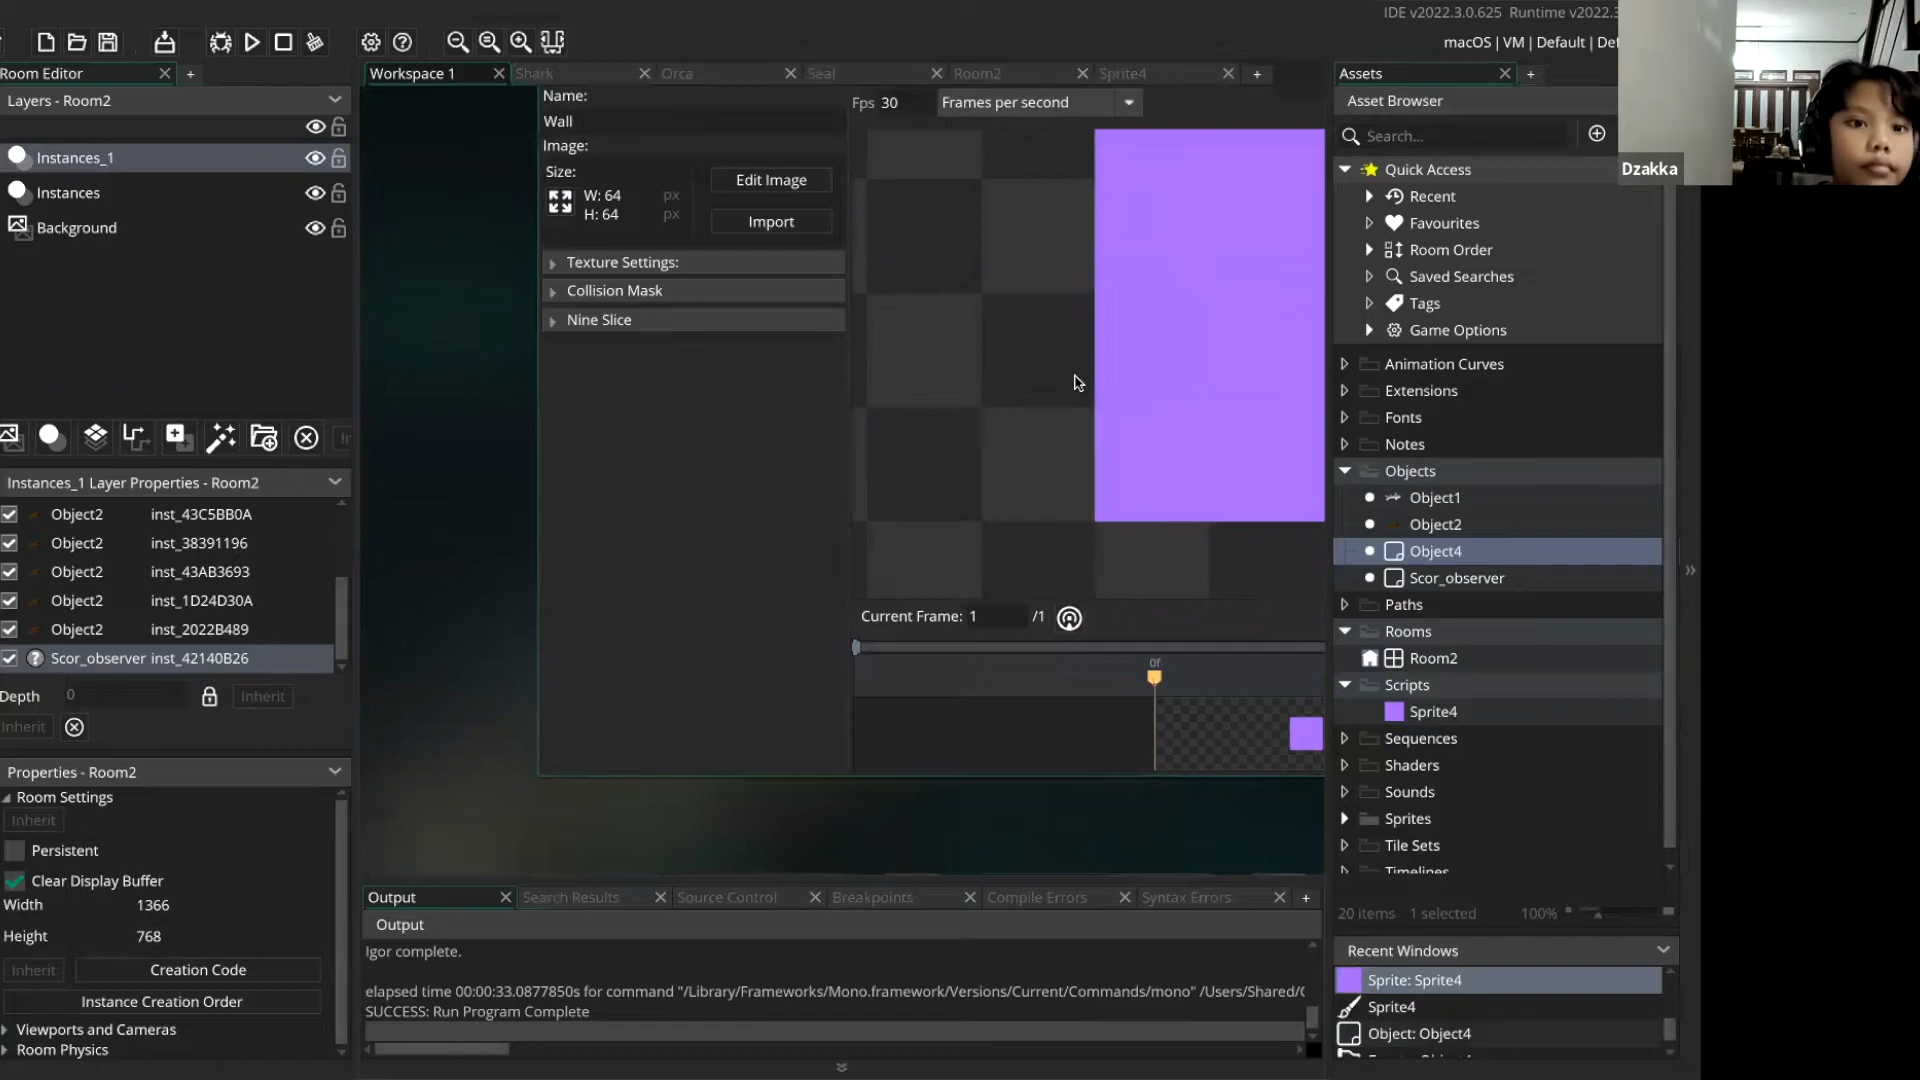 IDE v2022.3.0.625 Runtime v2022.3
macOS | VM | Default |
Room Editor
Workspace 1
Shark
Orca
Seal
Room2
Sprite4
Assets
Layers - Room2
Instances_1
Instances
Background
Instances_1 Layer Properties - Room2
Object2 inst_43C5BB0A
Object2 inst_38391196
Object2 inst_43AB3693
Object2 inst_1D24D30A
Object2 inst_2022B489
Scor_observer inst_42140B26
Depth 0 Inherit
Inherit
Properties - Room2
Room Settings
Inherit
Persistent
Clear Display Buffer
Width 1366
Height 768
Inherit Creation Code
Instance Creation Order
Viewports and Cameras
Room Physics
Name:
Wall
Image:
Size:
W: 64 px
H: 64 px
Edit Image
Import
Texture Settings:
Collision Mask
Nine Slice
Fps 30 Frames per second
Current Frame: 1 /1
0f
Output
Search Results
Source Control
Breakpoints
Compile Errors
Syntax Errors
Output
Igor complete.
elapsed time 00:00:33.0877850s for command "/Library/Frameworks/Mono.framework/Versions/Current/Commands/mono" /Users/Shared/
SUCCESS: Run Program Complete
Asset Browser
Search...
Quick Access
Recent
Favourites
Room Order
Saved Searches
Tags
Game Options
Animation Curves
Extensions
Fonts
Notes
Objects
Object1
Object2
Object4
Scor_observer
Paths
Rooms
Room2
Scripts
Sprite4
Sequences
Shaders
Sounds
Sprites
Tile Sets
Timelines
20 items 1 selected 100%
Recent Windows
Sprite: Sprite4
Sprite4
Object: Object4
Dzakka